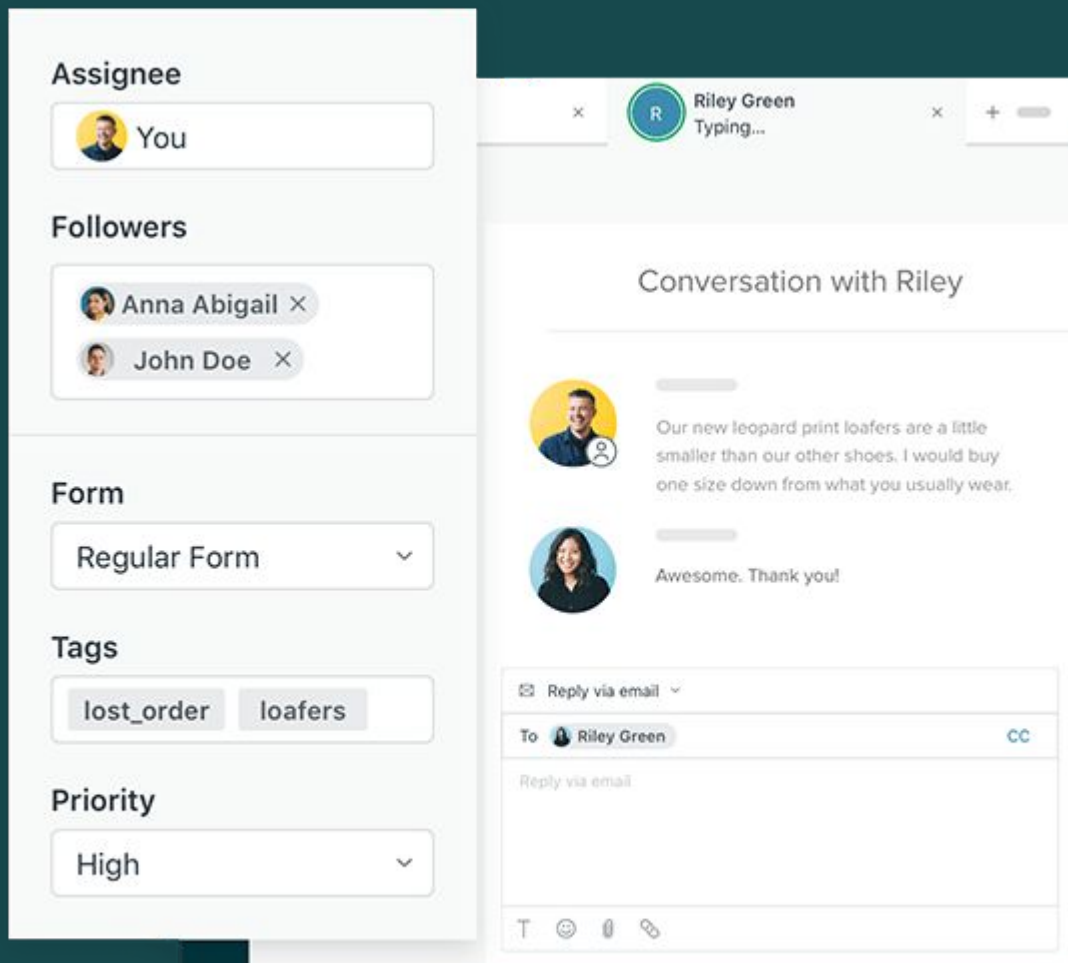 Assignee
You
Followers
Anna Abigail ×
John Doe ×
Form
Regular Form
Tags
lost_order loafers
Priority
High
× R Riley Green × +
Typing...
Conversation with Riley
Our new leopard print loafers are a little
smaller than our other shoes. I would buy
one size down from what you usually wear.
Awesome. Thank you!
Reply via email
To Riley Green CC
Reply via email
T